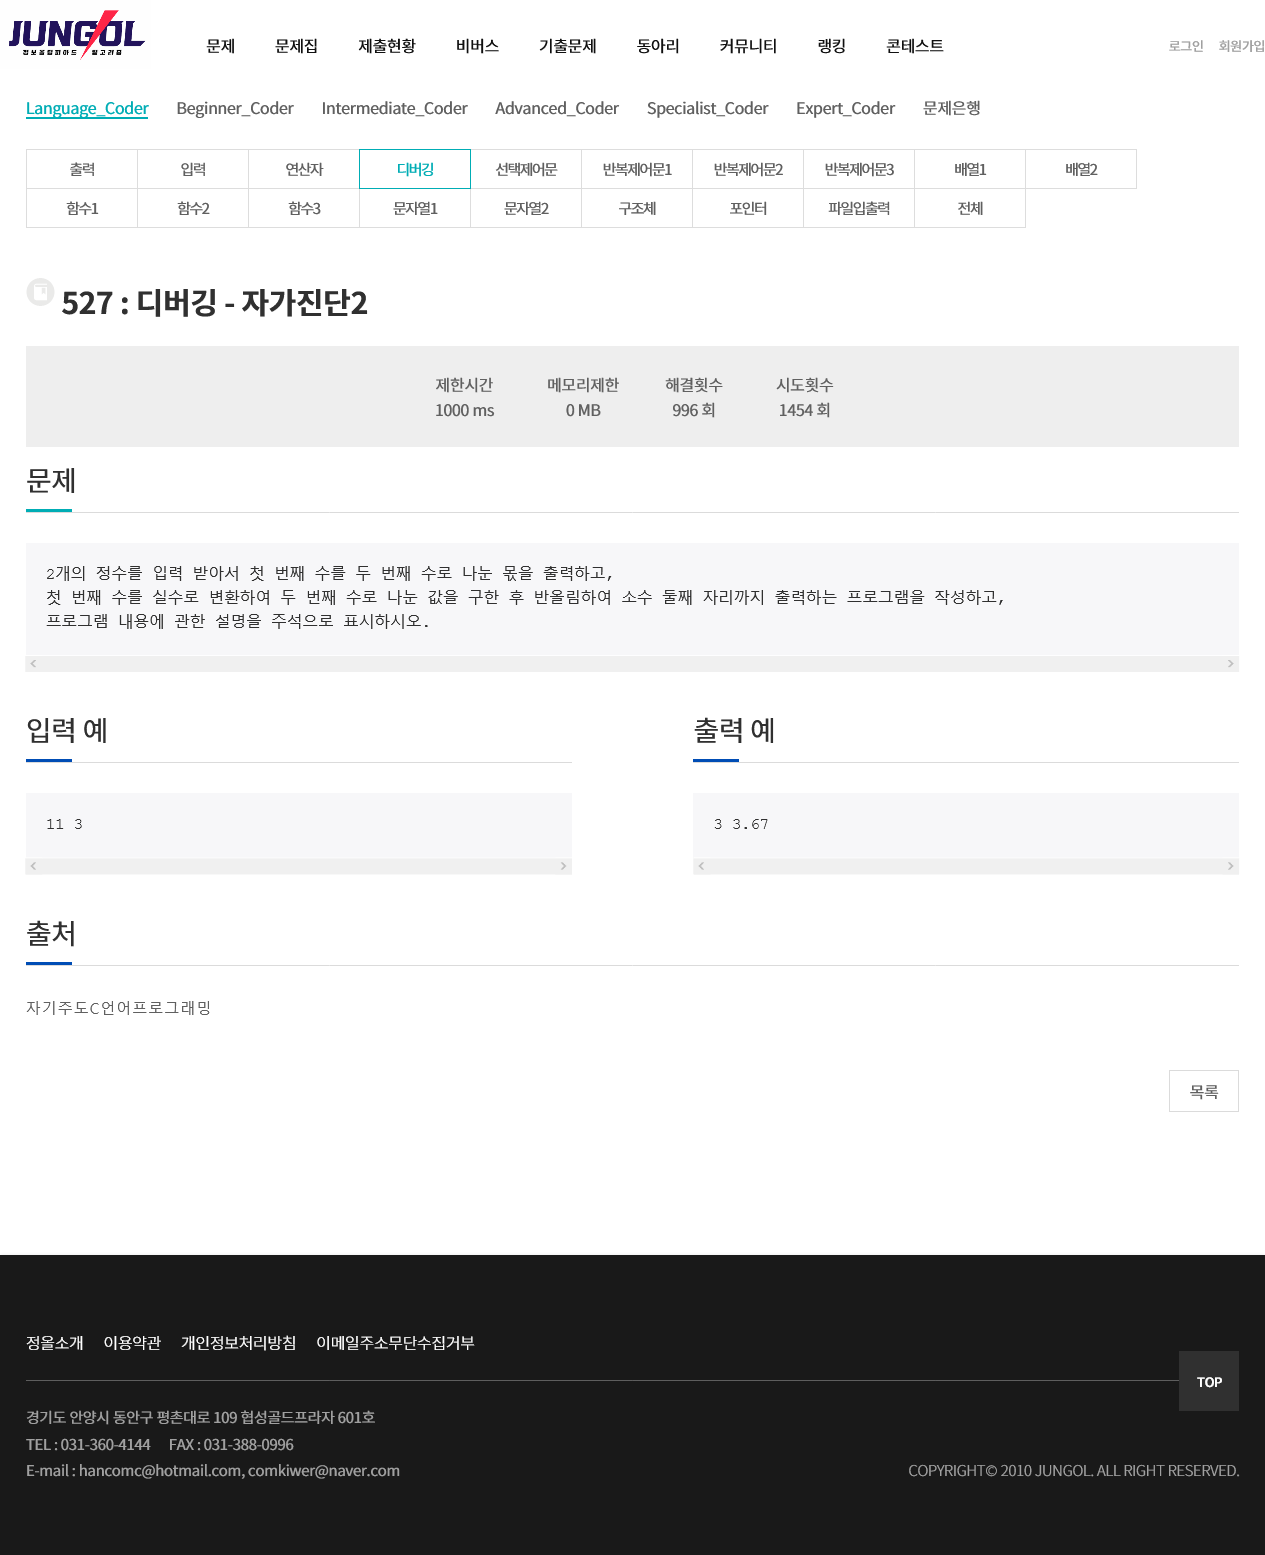 JUNGOL
정보올림피아드 알고리즘
문제 문제집 제출현황 비버스 기출문제 동아리 커뮤니티 랭킹 콘테스트
로그인 회원가입
Language_Coder Beginner_Coder Intermediate_Coder Advanced_Coder Specialist_Coder Expert_Coder 문제은행
출력 입력 연산자 디버깅 선택제어문 반복제어문1 반복제어문2 반복제어문3 배열1 배열2
함수1 함수2 함수3 문자열1 문자열2 구조체 포인터 파일입출력 전체
527 : 디버깅 - 자가진단2
제한시간 메모리제한 해결횟수 시도횟수
1000 ms 0 MB 996 회 1454 회
문제
2개의 정수를 입력 받아서 첫 번째 수를 두 번째 수로 나눈 몫을 출력하고,
첫 번째 수를 실수로 변환하여 두 번째 수로 나눈 값을 구한 후 반올림하여 소수 둘째 자리까지 출력하는 프로그램을 작성하고,
프로그램 내용에 관한 설명을 주석으로 표시하시오.
입력 예
11 3
출력 예
3 3.67
출처
자기주도C언어프로그래밍
목록
정올소개 이용약관 개인정보처리방침 이메일주소무단수집거부
TOP
경기도 안양시 동안구 평촌대로 109 협성골드프라자 601호
TEL : 031-360-4144 FAX : 031-388-0996
E-mail : hancomc@hotmail.com, comkiwer@naver.com
COPYRIGHT© 2010 JUNGOL. ALL RIGHT RESERVED.